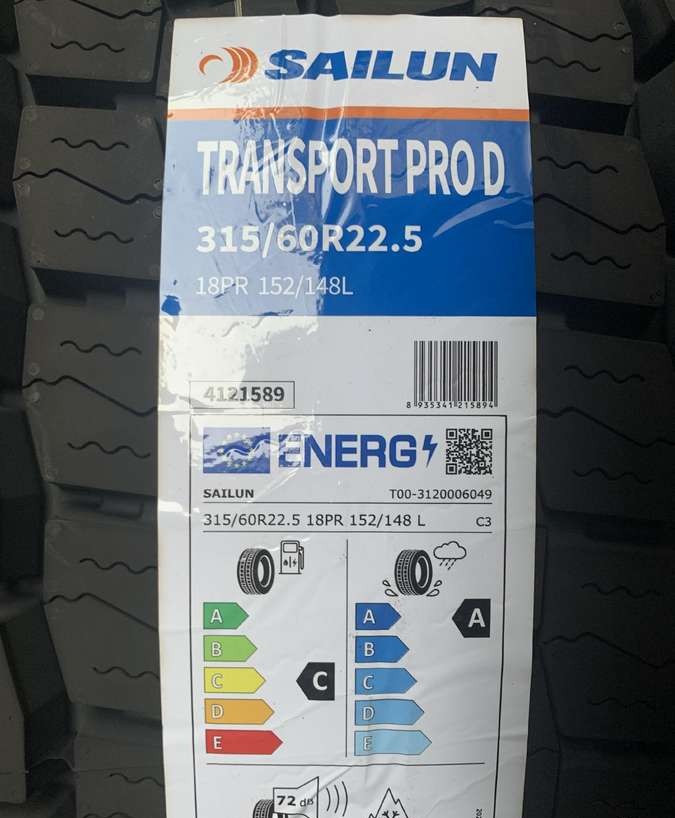 SAILUN
TRANSPORT PRO D
315/60R22.5
18PR 152/148L
4121589
8 935341 215894
ENERG
SAILUN T00-3120006049
315/60R22.5 18PR 152/148 L C3
A A A
B B
C C C
D D
E E
72 dB